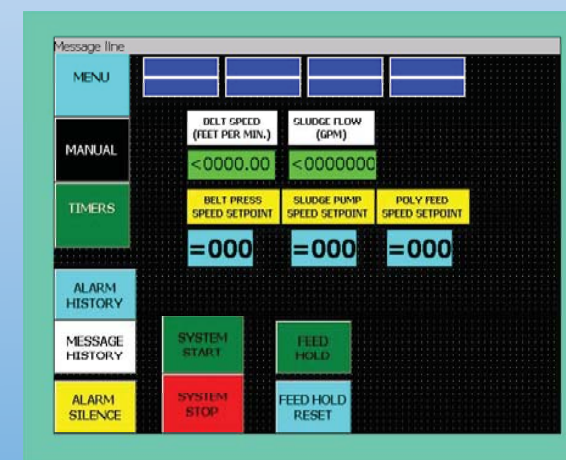 Message line
MENU
BELT SPEED
(FEET PER MIN.)
SLUDGE FLOW
(GPM)
MANUAL
<0000.00
<0000000
TIMERS
BELT PRESS
SPEED SETPOINT
SLUDGE PUMP
SPEED SETPOINT
POLY FEED
SPEED SETPOINT
=000
=000
=000
ALARM
HISTORY
MESSAGE
HISTORY
SYSTEM
START
FEED
HOLD
ALARM
SILENCE
SYSTEM
STOP
FEED HOLD
RESET